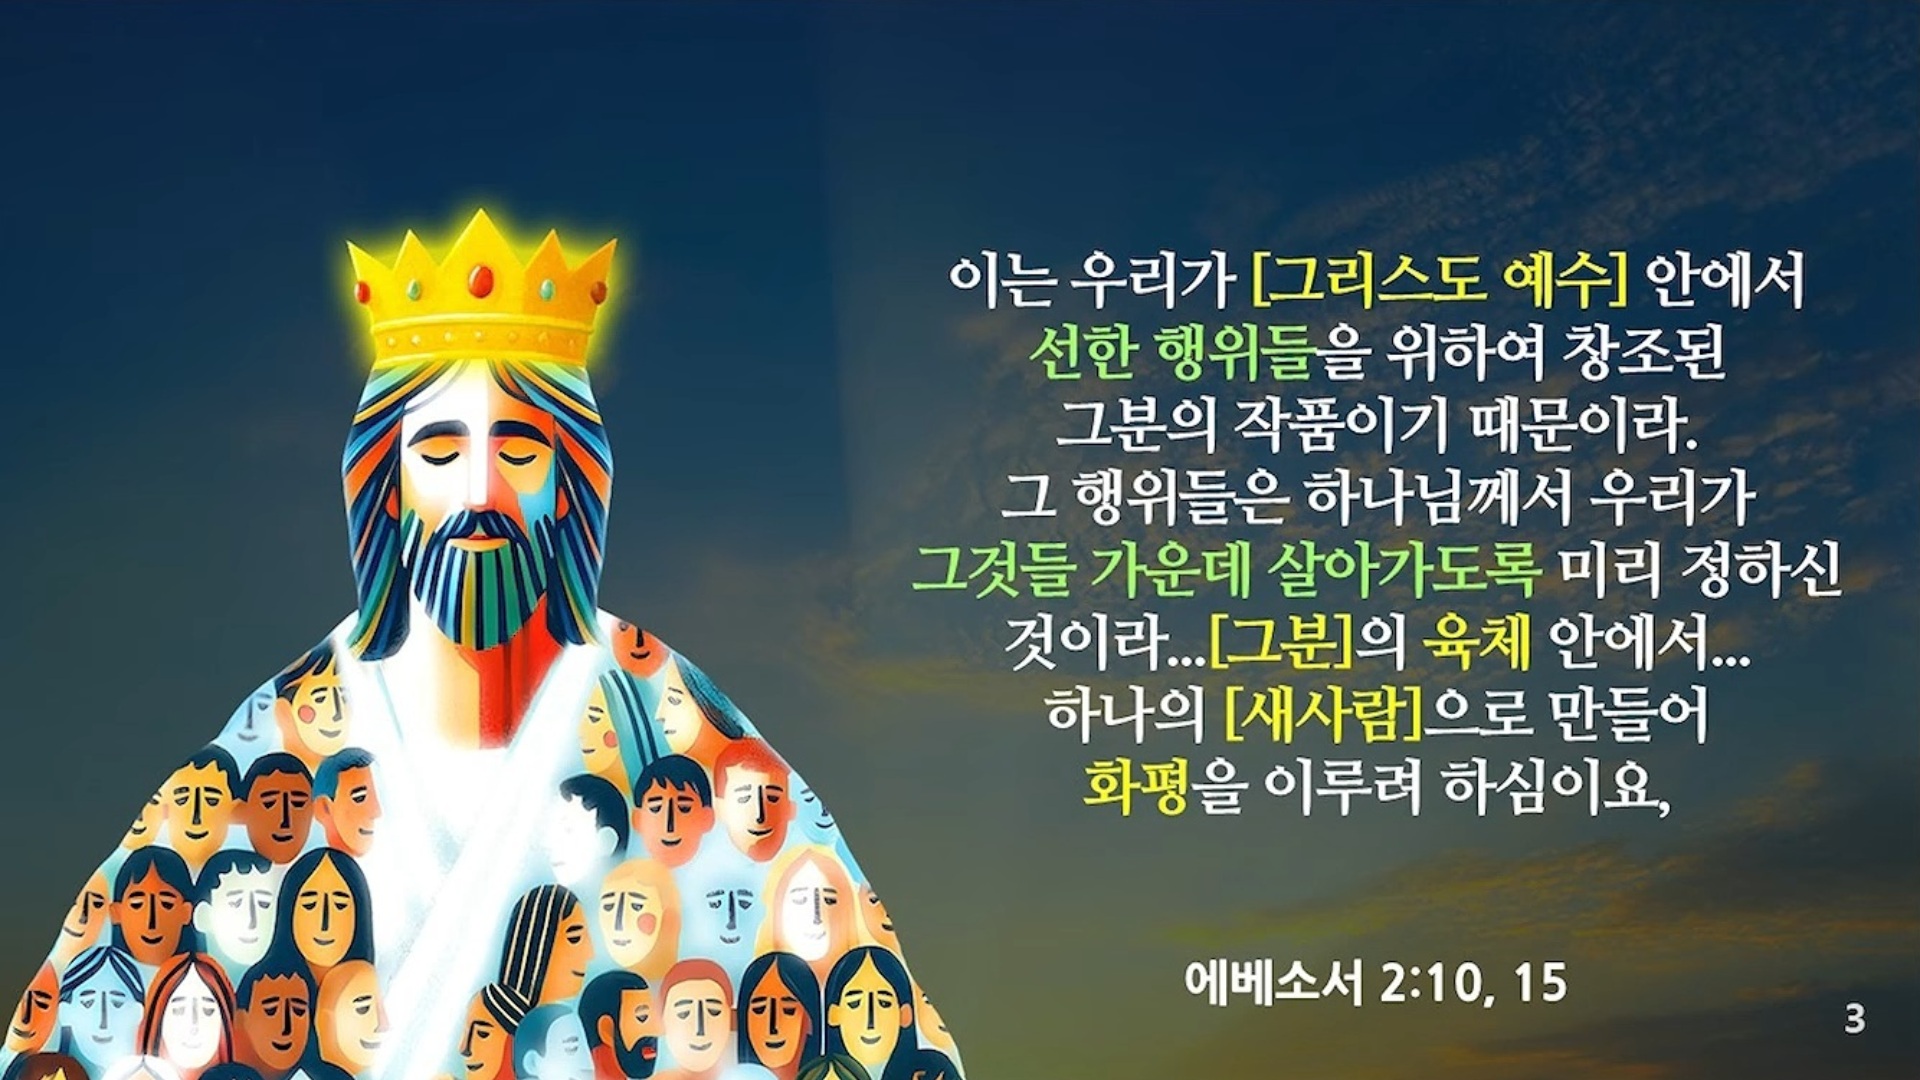 이는 우리가 [그리스도 예수] 안에서
선한 행위들을 위하여 창조된
그분의 작품이기 때문이라.
그 행위들은 하나님께서 우리가
그것들 가운데 살아가도록 미리 정하신
것이라...[그분]의 육체 안에서...
하나의 [새사람]으로 만들어
화평을 이루려 하심이요,
에베소서 2:10, 15
3